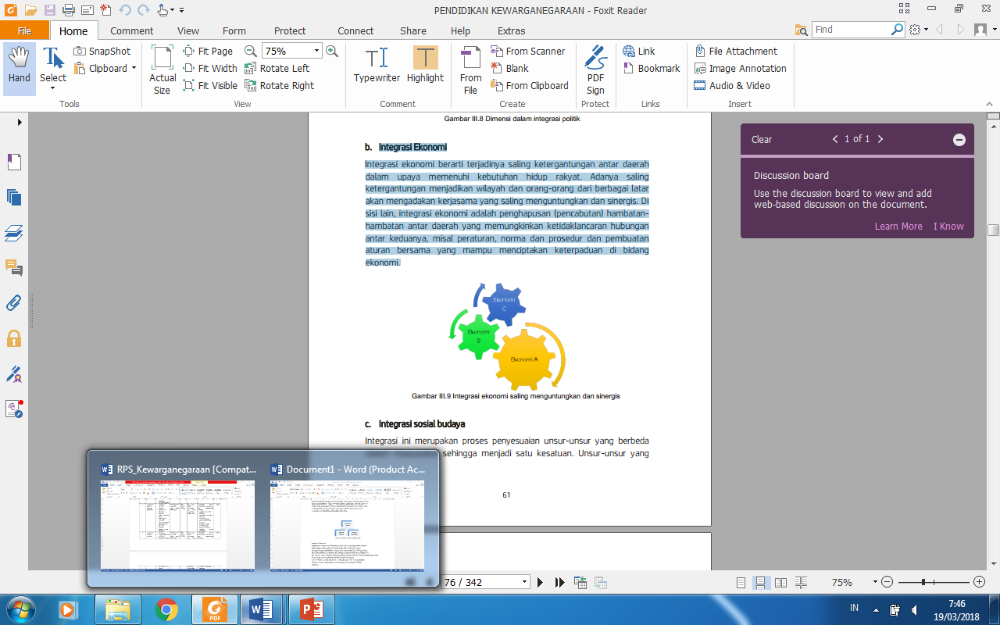 PENDIDIKAN KEWARGANEGARAAN - Foxit Reader
File Home Comment View Form Protect Connect Share Help Extras
Find
Hand
Select
SnapShot
Clipboard
Tools
Actual Size
Fit Page
Fit Width
Fit Visible
75%
Rotate Left
Rotate Right
View
Typewriter
Highlight
Comment
From File
From Scanner
Blank
From Clipboard
Create
PDF Sign
Protect
Link
Bookmark
Links
File Attachment
Image Annotation
Audio & Video
Insert
Gambar III.8 Dimensi dalam integrasi politik
b. Integrasi Ekonomi
Integrasi ekonomi berarti terjadinya saling ketergantungan antar daerah
dalam upaya memenuhi kebutuhan hidup rakyat. Adanya saling
ketergantungan menjadikan wilayah dan orang-orang dari berbagai latar
akan mengadakan kerjasama yang saling menguntungkan dan sinergis. Di
sisi lain, integrasi ekonomi adalah penghapusan (pencabutan) hambatan-
hambatan antar daerah yang memungkinkan ketidaklancaran hubungan
antar keduanya, misal peraturan, norma dan prosedur dan pembuatan
aturan bersama yang mampu menciptakan keterpaduan di bidang
ekonomi.
Ekonomi
C
Ekonomi
B
Ekonomi A
Gambar III.9 Integrasi ekonomi saling menguntungkan dan sinergis
c. Integrasi sosial budaya
Integrasi ini merupakan proses penyesuaian unsur-unsur yang berbeda
sehingga menjadi satu kesatuan. Unsur-unsur yang
61
Clear
1 of 1
Discussion board
Use the discussion board to view and add
web-based discussion on the document.
Learn More I Know
RPS_Kewarganegaraan [Compat...
Document1 - Word (Product Ac...
76 / 342
75%
PDF
IN
7:46
19/03/2018